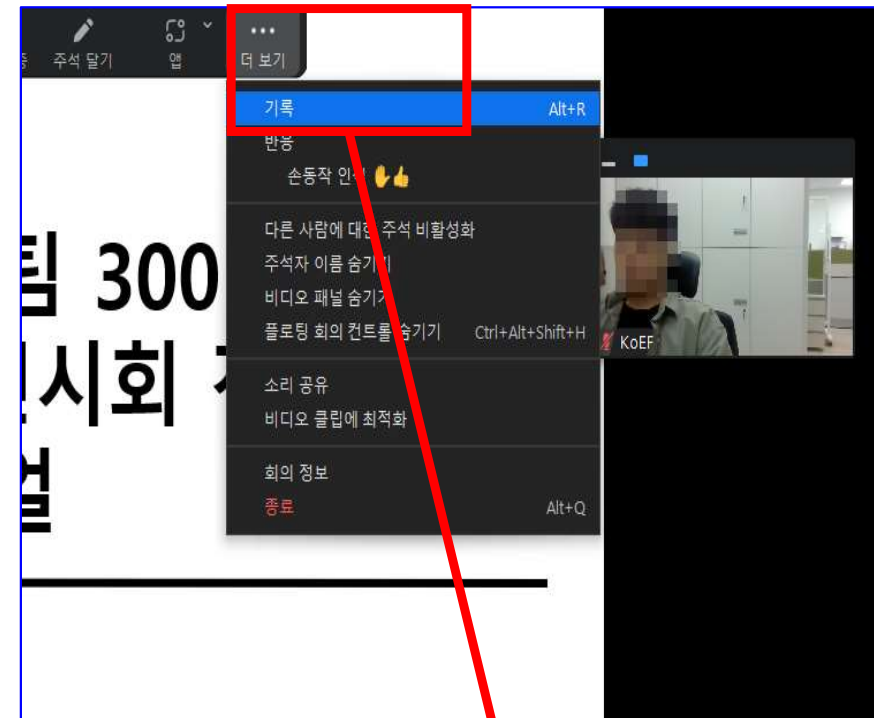 주석 달기
앱
더 보기
기록 Alt+R
반응
손동작 인식
다른 사람에 대한 주석 비활성화
주석자 이름 숨기기
비디오 패널 숨기기
플로팅 회의 컨트롤 숨기기 Ctrl+Alt+Shift+H
소리 공유
비디오 클립에 최적화
회의 정보
종료 Alt+Q
팀 300
시회
KoEF